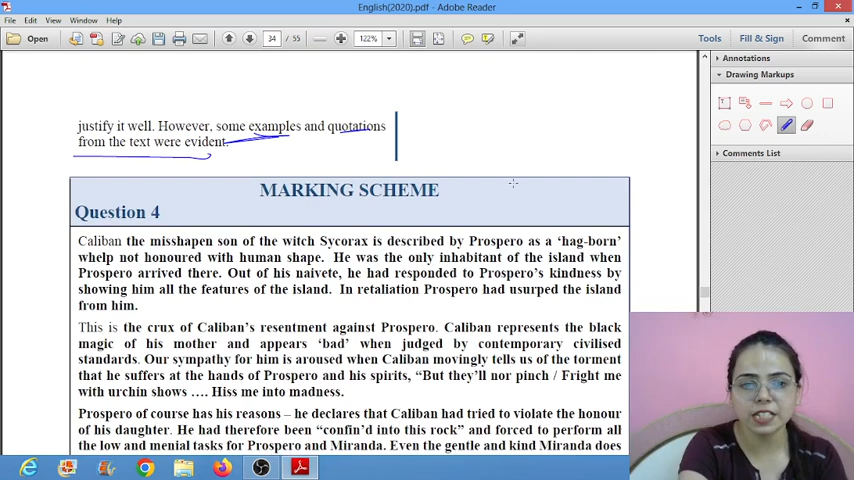 English(2020).pdf - Adobe Reader
File Edit View Window Help
Open 34 / 55 122% Tools Fill & Sign Comment
Annotations
Drawing Markups
Comments List
justify it well. However, some examples and quotations
from the text were evident.
MARKING SCHEME
Question 4
Caliban the misshapen son of the witch Sycorax is described by Prospero as a ‘hag-born’
whelp not honoured with human shape. He was the only inhabitant of the island when
Prospero arrived there. Out of his naivete, he had responded to Prospero’s kindness by
showing him all the features of the island. In retaliation Prospero had usurped the island
from him.
This is the crux of Caliban’s resentment against Prospero. Caliban represents the black
magic of his mother and appears ‘bad’ when judged by contemporary civilised
standards. Our sympathy for him is aroused when Caliban movingly tells us of the torment
that he suffers at the hands of Prospero and his spirits, “But they’ll nor pinch / Fright me
with urchin shows …. Hiss me into madness.
Prospero of course has his reasons – he declares that Caliban had tried to violate the honour
of his daughter. He had therefore been “confin’d into this rock” and forced to perform all
the low and menial tasks for Prospero and Miranda. Even the gentle and kind Miranda does